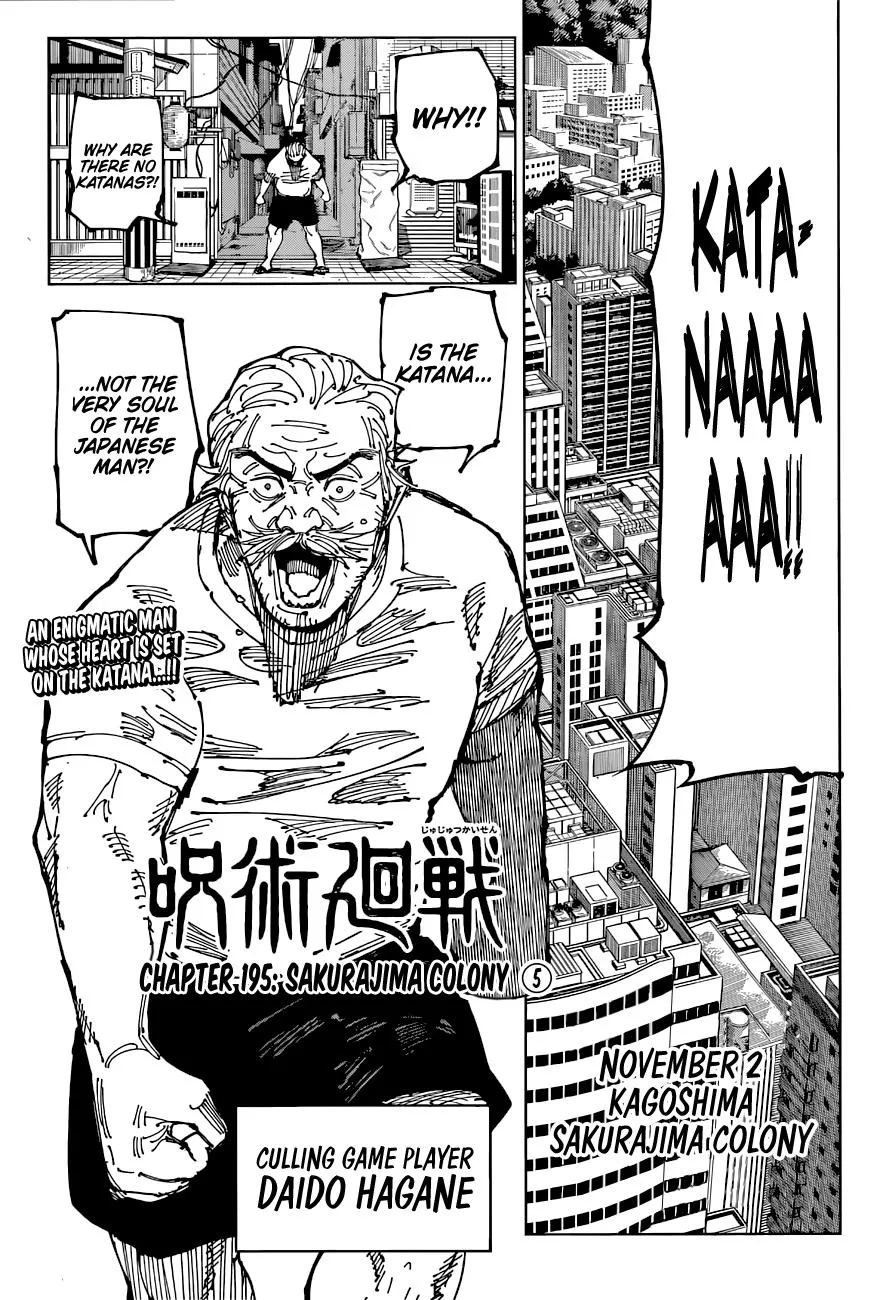 KATA-
NAAAA
AAA!!
WHY!!
WHY ARE
THERE NO
KATANAS?!
IS THE
KATANA...
...NOT THE
VERY SOUL
OF THE
JAPANESE
MAN?!
AN ENIGMATIC MAN
WHOSE HEART IS SET
ON THE KATANA...!!
じゅじゅつかいせん
呪術廻戦
CHAPTER 195: SAKURAJIMA COLONY ⑤
NOVEMBER 2
KAGOSHIMA
SAKURAJIMA COLONY
CULLING GAME PLAYER
DAIDO HAGANE